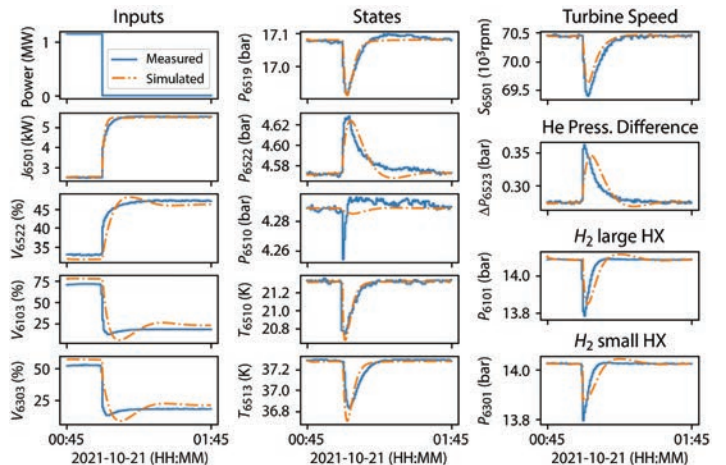 Inputs
Power (MW)
1
0
Measured
Simulated
J6501(kW)
5
4
3
V6522 (%)
45
40
35
V6103 (%)
75
50
25
V6303 (%)
50
25
00:45
01:45
2021-10-21 (HH:MM)
States
P6519 (bar)
17.1
17.0
P6522 (bar)
4.62
4.60
4.57
P6510 (bar)
4.28
4.26
T6510 (K)
21.2
20.8
T6513 (K)
37.2
36.8
00:45
01:45
2021-10-21 (HH:MM)
Turbine Speed
S6501 (10³rpm)
70.5
70.0
69.5
He Press. Difference
ΔP6523 (bar)
0.35
0.30
H2 large HX
P6101 (bar)
14.0
13.8
H2 small HX
P6301 (bar)
14.0
13.8
00:45
01:45
2021-10-21 (HH:MM)